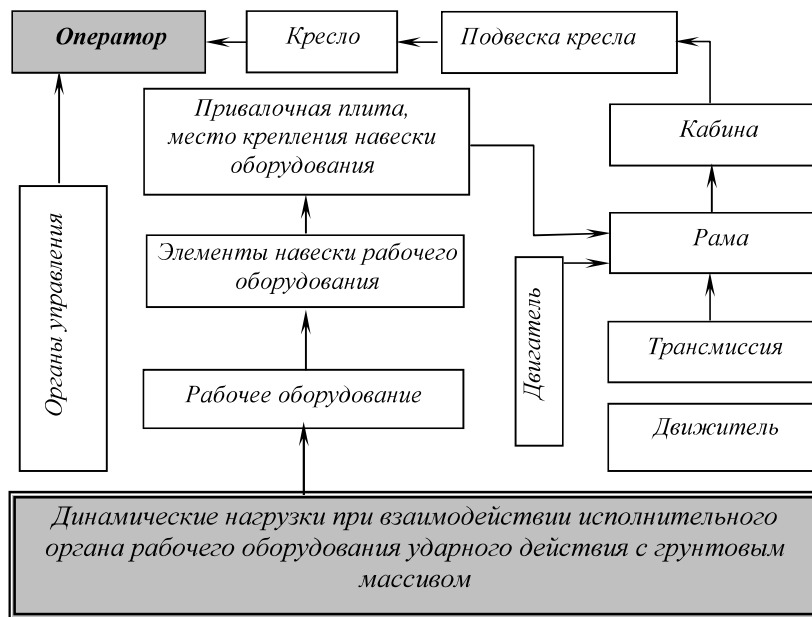 Оператор
Кресло
Подвеска кресла
Привалочная плита,
место крепления навески
оборудования
Кабина
Органы управления
Элементы навески рабочего
оборудования
Рама
Двигатель
Трансмиссия
Рабочее оборудование
Движитель
Динамические нагрузки при взаимодействии исполнительного
органа рабочего оборудования ударного действия с грунтовым
массивом